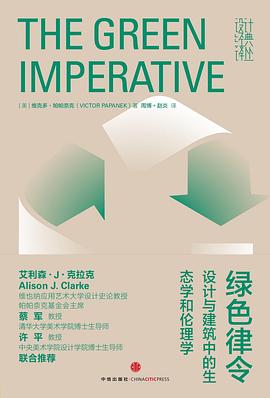 THE GREEN
IMPERATIVE
[美] 维克多·帕帕奈克 (VICTOR PAPANEK) 著 周博·赵炎 译
设计经典译丛
绿色律令
设计与建筑中的生
态学和伦理学
艾利森·J·克拉克
Alison J. Clarke
维也纳应用艺术大学设计史论教授
帕帕奈克基金会主席
蔡 军
清华大学美术学院博士生导师
许 平
中央美术学院设计学院博士生导师
联合推荐
中信出版社·CHINACITICPRESS